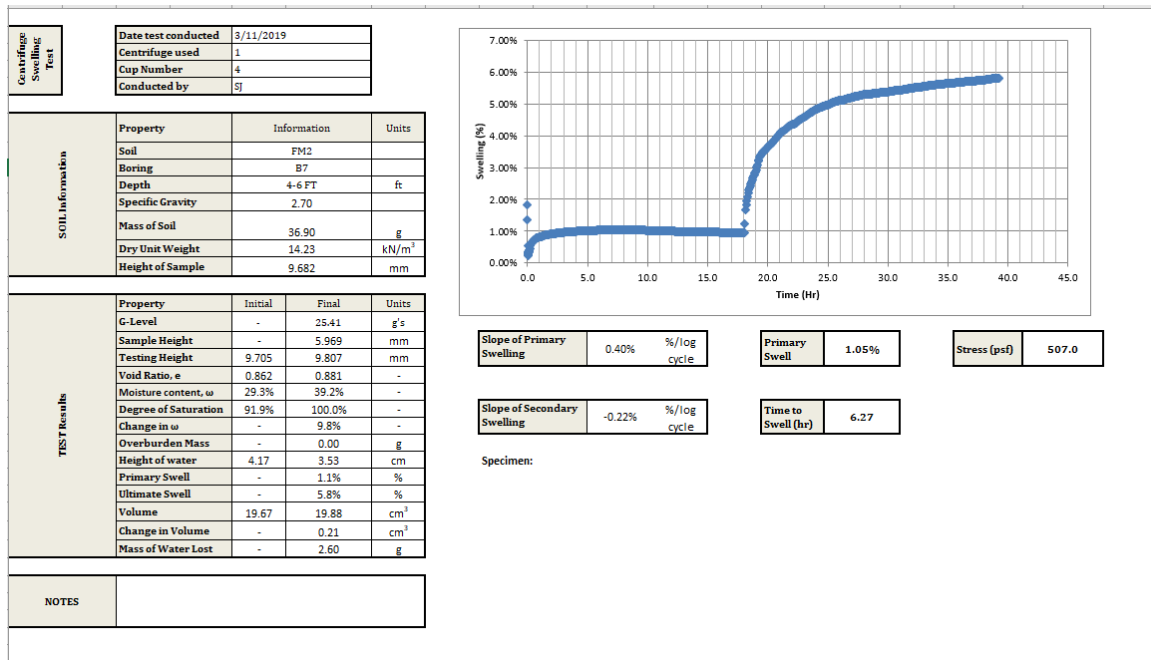 Centrifuge
Swelling
Test
Date test conducted 3/11/2019
Centrifuge used 1
Cup Number 4
Conducted by SJ
SOIL Information
Property Information Units
Soil FM2
Boring B7
Depth 4-6 FT ft
Specific Gravity 2.70
Mass of Soil 36.90 g
Dry Unit Weight 14.23 kN/m³
Height of Sample 9.682 mm
TEST Results
Property Initial Final Units
G-Level - 25.41 g's
Sample Height - 5.969 mm
Testing Height 9.705 9.807 mm
Void Ratio, e 0.862 0.881 -
Moisture content, ω 29.3% 39.2% -
Degree of Saturation 91.9% 100.0% -
Change in ω - 9.8% -
Overburden Mass - 0.00 g
Height of water 4.17 3.53 cm
Primary Swell - 1.1% %
Ultimate Swell - 5.8% %
Volume 19.67 19.88 cm³
Change in Volume - 0.21 cm³
Mass of Water Lost - 2.60 g
NOTES
7.00%
6.00%
5.00%
4.00%
3.00%
2.00%
1.00%
0.00%
Swelling (%)
0.0 5.0 10.0 15.0 20.0 25.0 30.0 35.0 40.0 45.0
Time (Hr)
Slope of Primary
Swelling
0.40%
%/log
cycle
Primary
Swell
1.05%
Stress (psf) 507.0
Slope of Secondary
Swelling
-0.22%
%/log
cycle
Time to
Swell (hr)
6.27
Specimen: